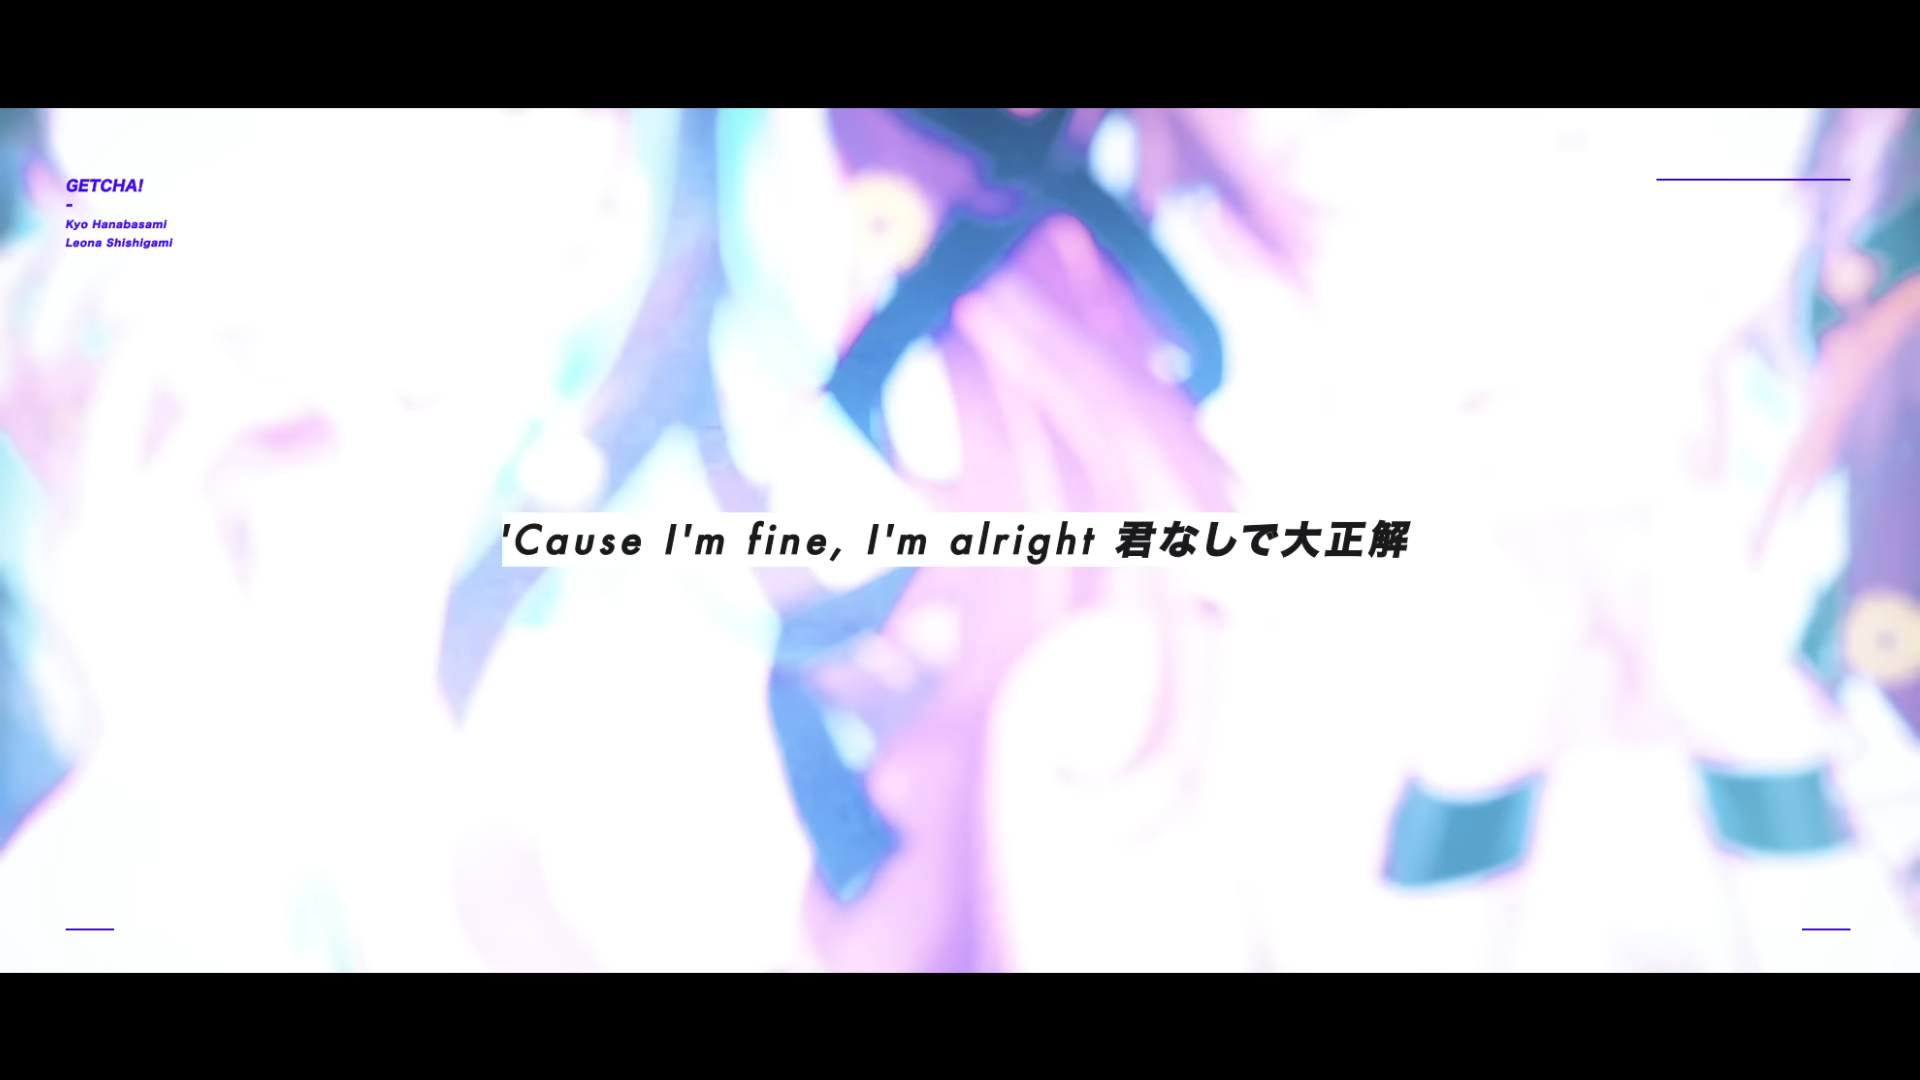 GETCHA!
-
Kyo Hanabasami
Leona Shishigami
'Cause I'm fine, I'm alright 君なしで大正解